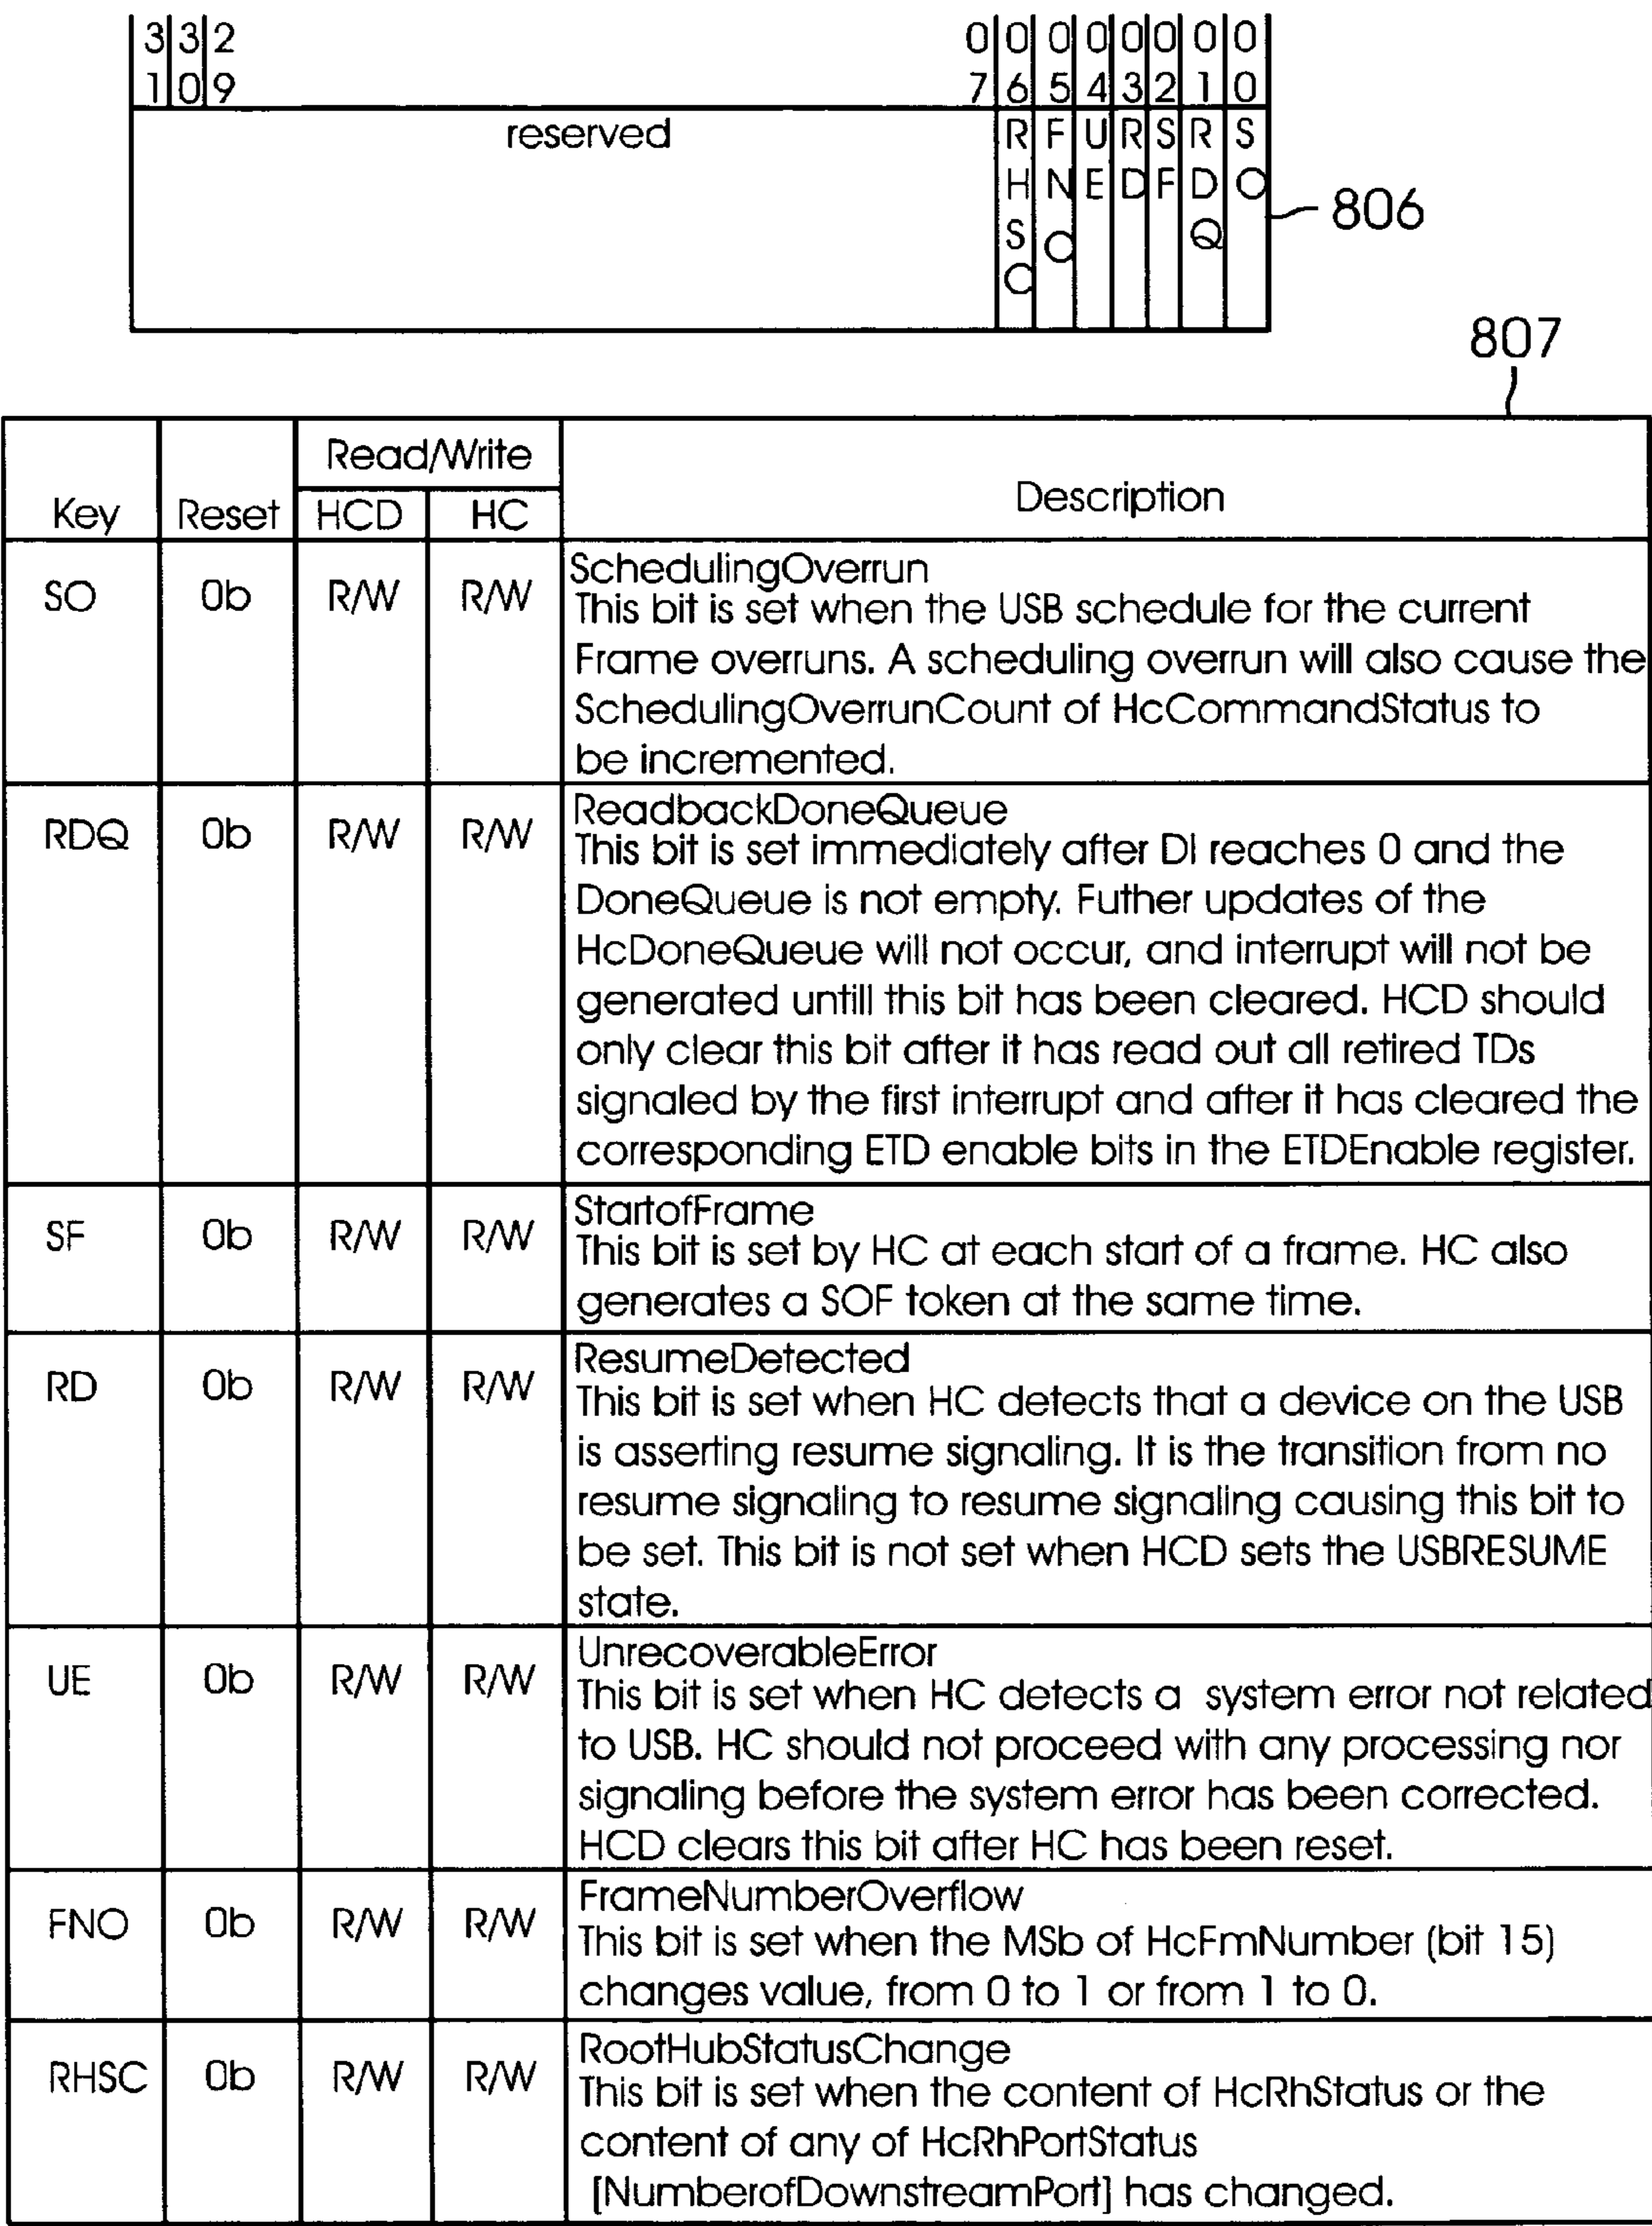 3 3 2 0 0 0 0 0 0 0 0
1 0 9 7 6 5 4 3 2 1 0
reserved R F U R S R S
H N E D F D O
S O Q
C
806
807
Read/Write
Key Reset HCD HC Description
SchedulingOverrun
SO 0b R/W R/W This bit is set when the USB schedule for the current
Frame overruns. A scheduling overrun will also cause the
SchedulingOverrunCount of HcCommandStatus to
be incremented.
ReadbackDoneQueue
RDQ 0b R/W R/W This bit is set immediately after DI reaches 0 and the
DoneQueue is not empty. Futher updates of the
HcDoneQueue will not occur, and interrupt will not be
generated untill this bit has been cleared. HCD should
only clear this bit after it has read out all retired TDs
signaled by the first interrupt and after it has cleared the
corresponding ETD enable bits in the ETDEnable register.
StartofFrame
SF 0b R/W R/W This bit is set by HC at each start of a frame. HC also
generates a SOF token at the same time.
ResumeDetected
RD 0b R/W R/W This bit is set when HC detects that a device on the USB
is asserting resume signaling. It is the transition from no
resume signaling to resume signaling causing this bit to
be set. This bit is not set when HCD sets the USBRESUME
state.
UnrecoverableError
UE 0b R/W R/W This bit is set when HC detects a system error not related
to USB. HC should not proceed with any processing nor
signaling before the system error has been corrected.
HCD clears this bit after HC has been reset.
FrameNumberOverflow
FNO 0b R/W R/W This bit is set when the MSb of HcFmNumber (bit 15)
changes value, from 0 to 1 or from 1 to 0.
RootHubStatusChange
RHSC 0b R/W R/W This bit is set when the content of HcRhStatus or the
content of any of HcRhPortStatus
[NumberofDownstreamPort] has changed.